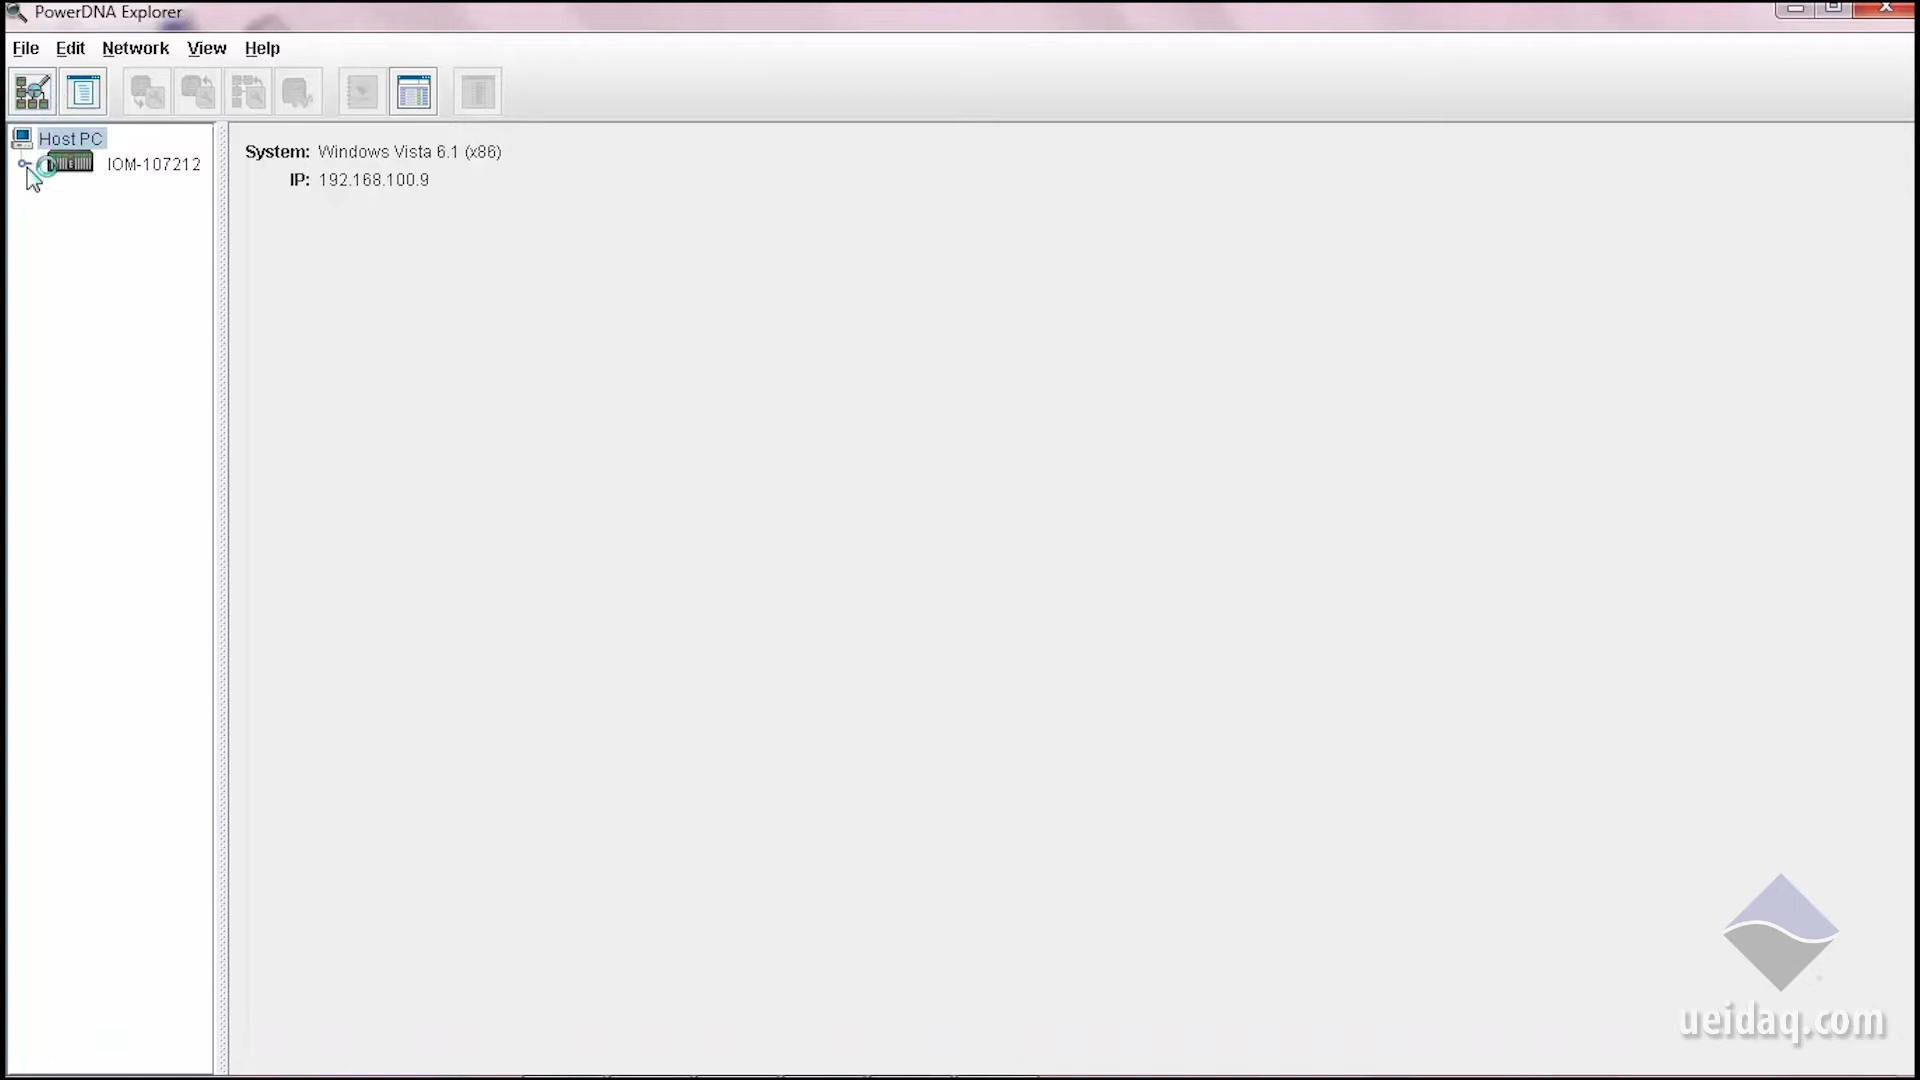 PowerDNA Explorer
File Edit Network View Help
Host PC
IOM-107212
System: Windows Vista 6.1 (x86)
IP: 192.168.100.9
ueidaq.com